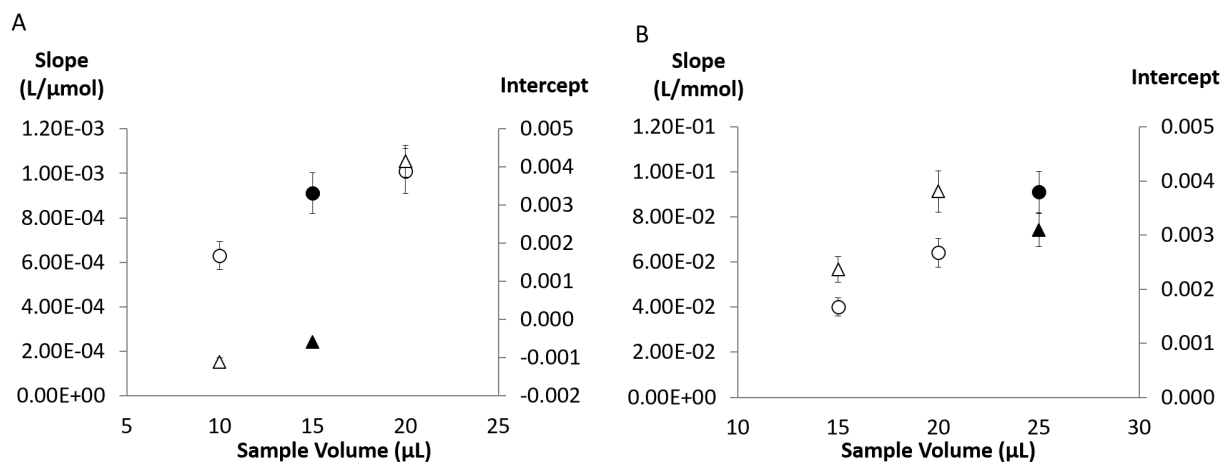 A
Slope
(L/µmol)
Intercept
1.20E-03
1.00E-03
8.00E-04
6.00E-04
4.00E-04
2.00E-04
0.00E+00
0.005
0.004
0.003
0.002
0.001
0.000
-0.001
-0.002
5
10
15
20
25
Sample Volume (µL)
B
Slope
(L/mmol)
Intercept
1.20E-01
1.00E-01
8.00E-02
6.00E-02
4.00E-02
2.00E-02
0.00E+00
0.005
0.004
0.003
0.002
0.001
0.000
10
15
20
25
30
Sample Volume (µL)